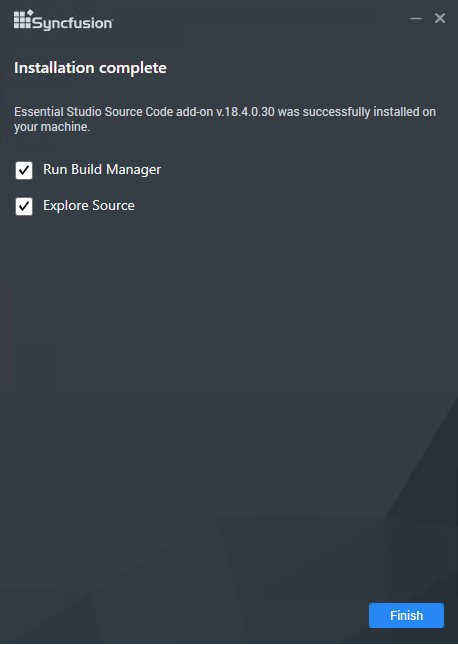 Syncfusion
Installation complete
Essential Studio Source Code add-on v.18.4.0.30 was successfully installed on
your machine.
Run Build Manager
Explore Source
Finish